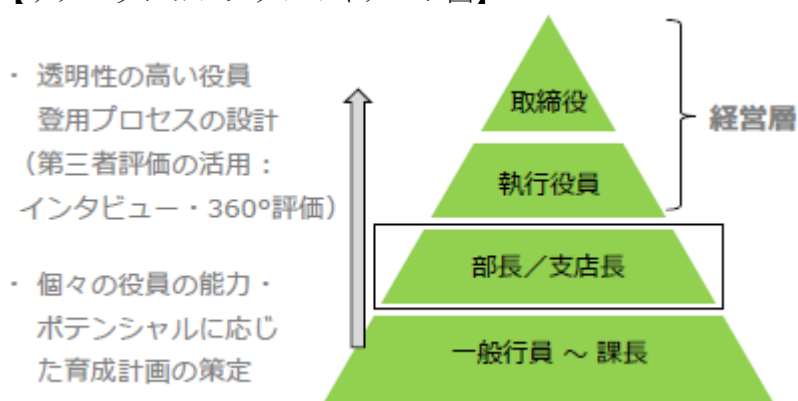 ・ 透明性の高い役員
登用プロセスの設計
（第三者評価の活用：
インタビュー・360°評価）
・ 個々の役員の能力・
ポテンシャルに応じ
た育成計画の策定
取締役
執行役員
経営層
部長／支店長
一般行員 ～ 課長